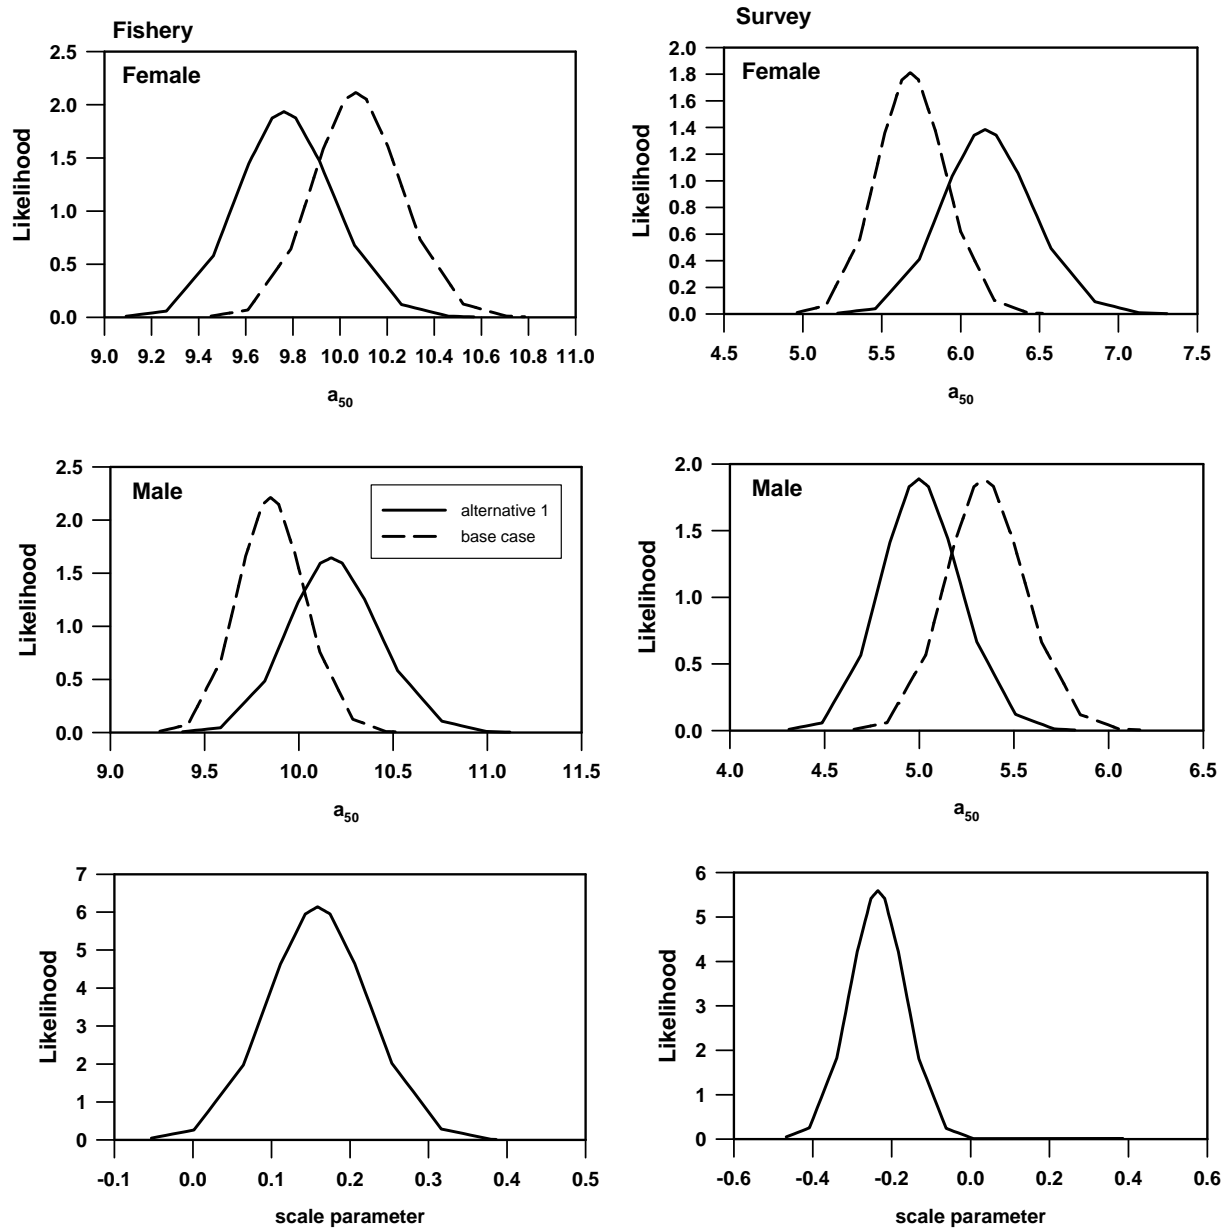 Fishery
Female
Likelihood
2.5
2.0
1.5
1.0
0.5
0.0
9.0 9.2 9.4 9.6 9.8 10.0 10.2 10.4 10.6 10.8 11.0
a50
Survey
Female
Likelihood
2.0
1.8
1.6
1.4
1.2
1.0
0.8
0.6
0.4
0.2
0.0
4.5 5.0 5.5 6.0 6.5 7.0 7.5
a50
Male
Likelihood
2.5
2.0
1.5
1.0
0.5
0.0
alternative 1
base case
9.0 9.5 10.0 10.5 11.0 11.5
a50
Male
Likelihood
2.0
1.5
1.0
0.5
0.0
4.0 4.5 5.0 5.5 6.0 6.5
a50
Likelihood
7
6
5
4
3
2
1
0
-0.1 0.0 0.1 0.2 0.3 0.4 0.5
scale parameter
Likelihood
6
5
4
3
2
1
0
-0.6 -0.4 -0.2 0.0 0.2 0.4 0.6
scale parameter